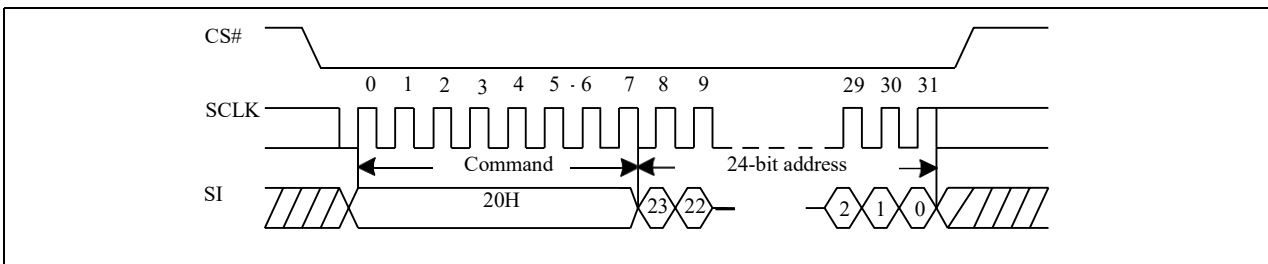 CS#
0 1 2 3 4 5 - 6 7 8 9 29 30 31
SCLK
Command 24-bit address
SI
20H 23 22 2 1 0